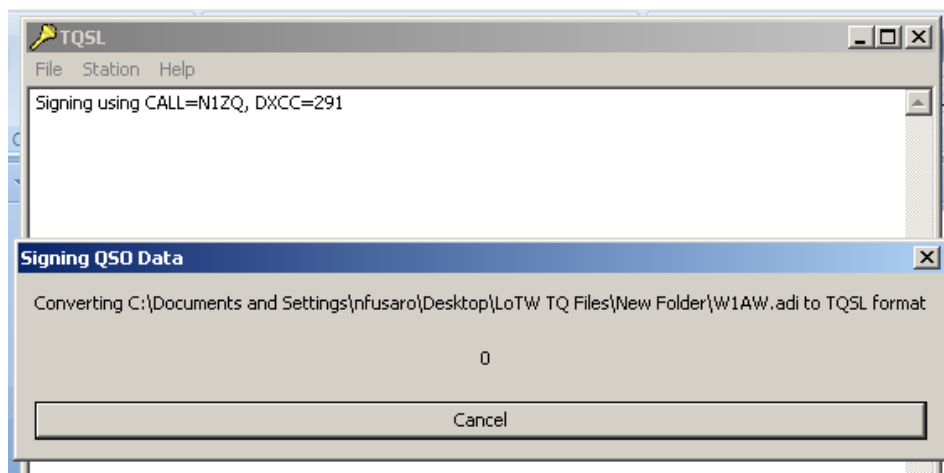 TQSL
File Station Help
Signing using CALL=N1ZQ, DXCC=291
Signing QSO Data
Converting C:\Documents and Settings\nfusaro\Desktop\LoTW TQ Files\New Folder\W1AW.adi to TQSL format
0
Cancel